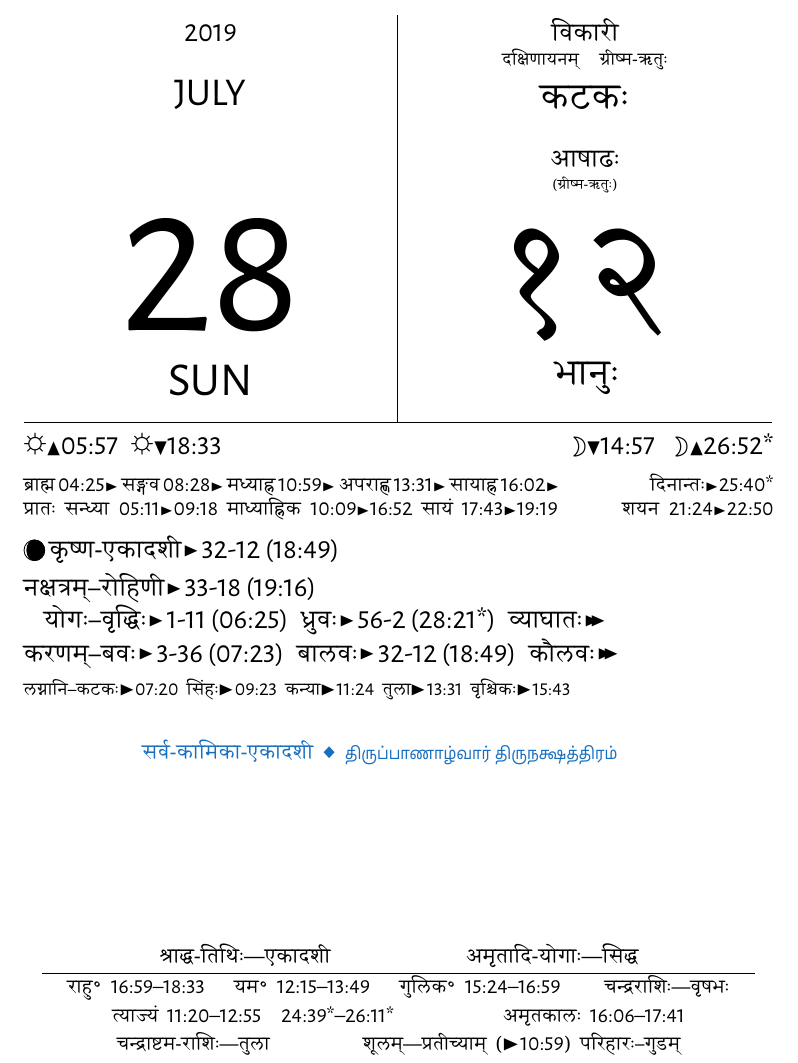 2019
JULY
28
SUN
विकारी
दक्षिणायनम् ग्रीष्म-ऋतुः
कटकः
आषाढः
(ग्रीष्म-ऋतुः)
१२
भानुः
☼▲05:57 ☼▼18:33 ☽▼14:57 ☽▲26:52*
ब्राह्म 04:25► सङ्गव 08:28► मध्याह्न 10:59► अपराह्ण 13:31► सायाह्न 16:02► दिनान्तः►25:40*
प्रातः सन्ध्या 05:11►09:18 माध्याह्निक 10:09►16:52 सायं 17:43►19:19 शयन 21:24►22:50
कृष्ण-एकादशी►32-12 (18:49)
नक्षत्रम्–रोहिणी►33-18 (19:16)
योगः–वृद्धिः►1-11 (06:25) ध्रुवः►56-2 (28:21*) व्याघातः►►
करणम्–बवः►3-36 (07:23) बालवः►32-12 (18:49) कौलवः►►
लग्नानि–कटकः►07:20 सिंहः►09:23 कन्या►11:24 तुला►13:31 वृश्चिकः►15:43
सर्व-कामिका-एकादशी ◆ திருப்பாணாழ்வார் திருநக்ஷத்திரம்
श्राद्ध-तिथिः—एकादशी अमृतादि-योगाः—सिद्ध
राहु° 16:59–18:33 यम° 12:15–13:49 गुलिक° 15:24–16:59 चन्द्रराशिः—वृषभः
त्याज्यं 11:20–12:55 24:39*–26:11* अमृतकालः 16:06–17:41
चन्द्राष्टम-राशिः—तुला शूलम्—प्रतीच्याम् (►10:59) परिहारः–गुडम्